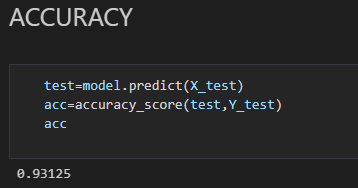 ACCURACY
test=model.predict(X_test)
acc=accuracy_score(test,Y_test)
acc
0.93125